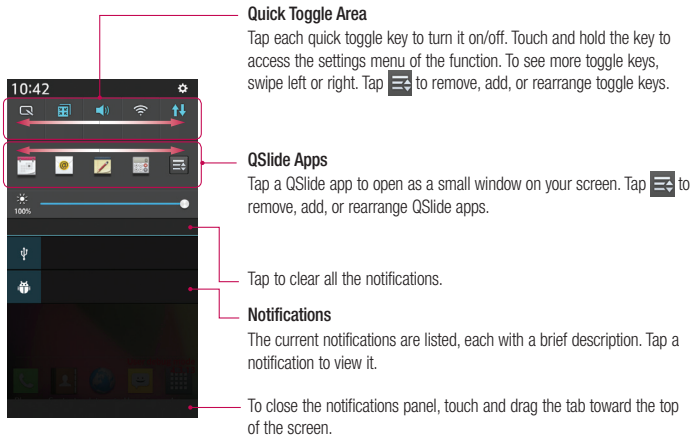 Quick Toggle Area
Tap each quick toggle key to turn it on/off. Touch and hold the key to
access the settings menu of the function. To see more toggle keys,
swipe left or right. Tap to remove, add, or rearrange toggle keys.
10:42
QSlide Apps
Tap a QSlide app to open as a small window on your screen. Tap to
remove, add, or rearrange QSlide apps.
100%
Tap to clear all the notifications.
Notifications
The current notifications are listed, each with a brief description. Tap a
notification to view it.
To close the notifications panel, touch and drag the tab toward the top
of the screen.